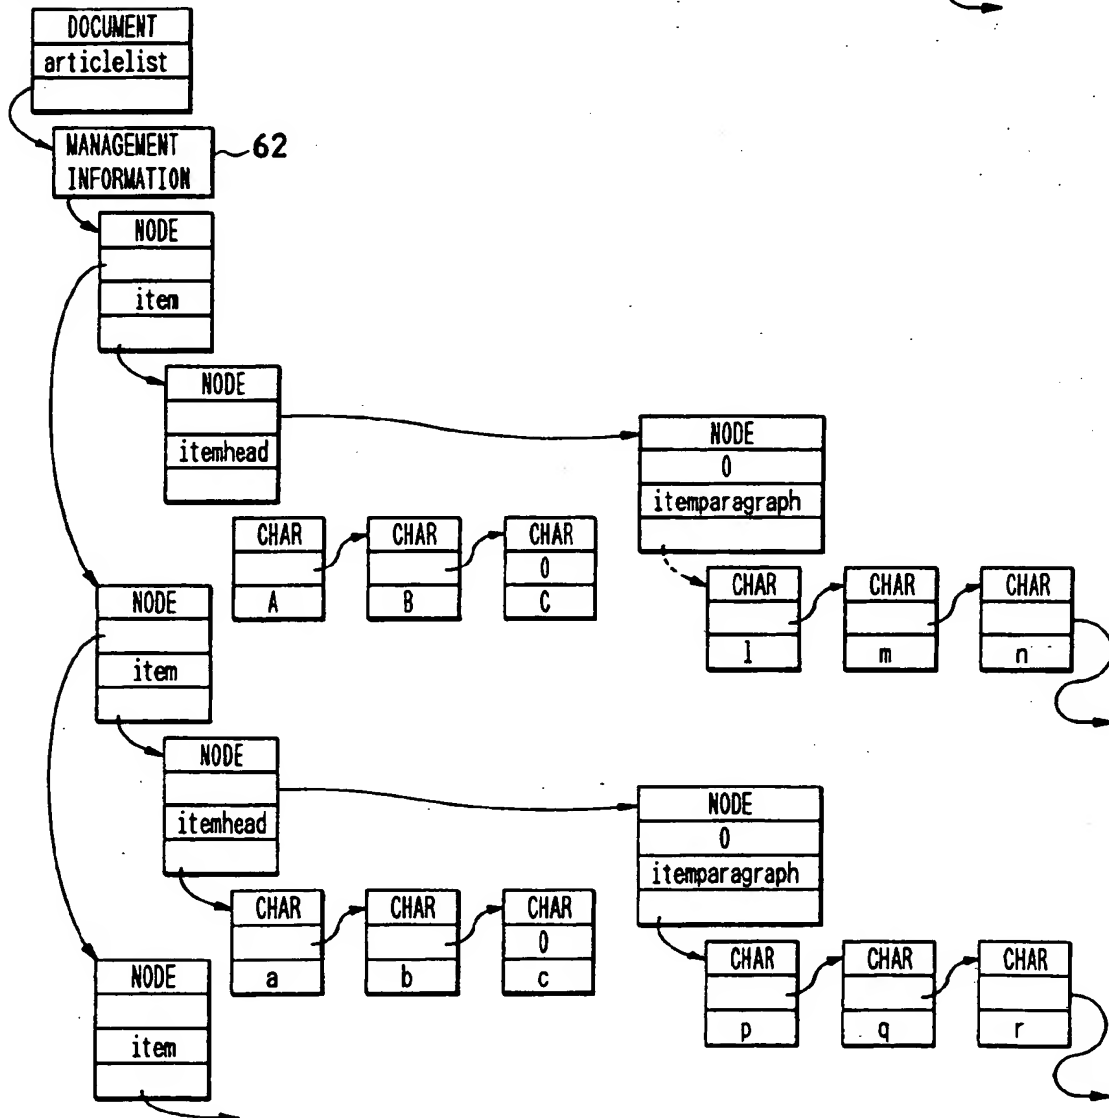 DOCUMENT
articlelist
MANAGEMENT
INFORMATION
62
NODE
item
NODE
itemhead
NODE
0
itemparagraph
CHAR
A
CHAR
B
CHAR
0
C
CHAR
l
CHAR
m
CHAR
n
NODE
item
NODE
itemhead
NODE
0
itemparagraph
CHAR
a
CHAR
b
CHAR
0
c
CHAR
p
CHAR
q
CHAR
r
NODE
item